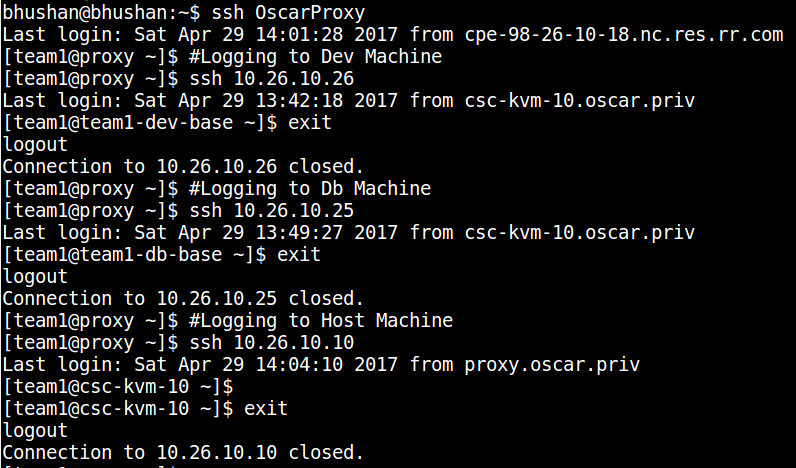 bhushan@bhushan:~$ ssh OscarProxy
Last login: Sat Apr 29 14:01:28 2017 from cpe-98-26-10-18.nc.res.rr.com
[team1@proxy ~]$ #Logging to Dev Machine
[team1@proxy ~]$ ssh 10.26.10.26
Last login: Sat Apr 29 13:42:18 2017 from csc-kvm-10.oscar.priv
[team1@team1-dev-base ~]$ exit
logout
Connection to 10.26.10.26 closed.
[team1@proxy ~]$ #Logging to Db Machine
[team1@proxy ~]$ ssh 10.26.10.25
Last login: Sat Apr 29 13:49:27 2017 from csc-kvm-10.oscar.priv
[team1@team1-db-base ~]$ exit
logout
Connection to 10.26.10.25 closed.
[team1@proxy ~]$ #Logging to Host Machine
[team1@proxy ~]$ ssh 10.26.10.10
Last login: Sat Apr 29 14:04:10 2017 from proxy.oscar.priv
[team1@csc-kvm-10 ~]$
[team1@csc-kvm-10 ~]$ exit
logout
Connection to 10.26.10.10 closed.